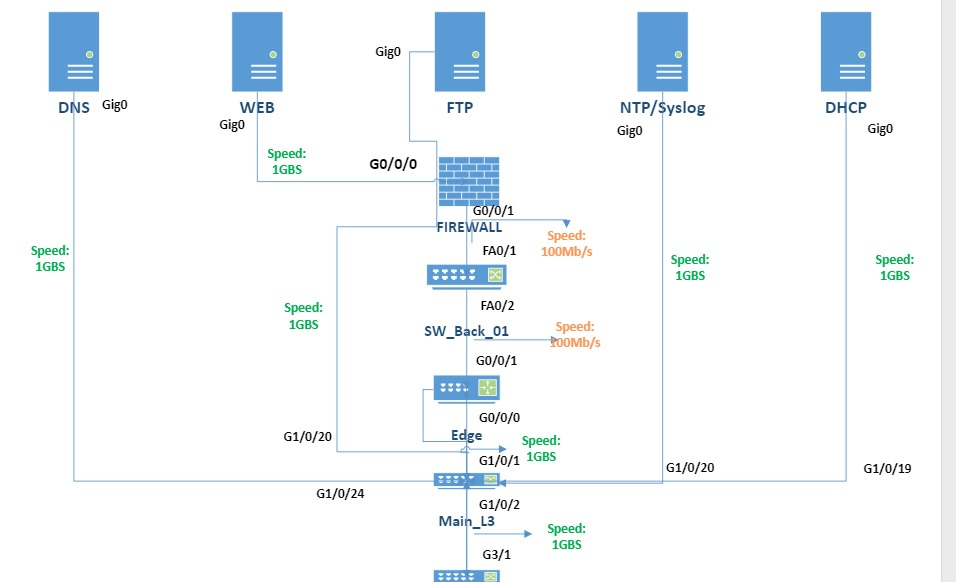 Gig0
DNS
Gig0
WEB
FTP
NTP/Syslog
DHCP
Gig0
Gig0
Gig0
Speed:
1GBS
G0/0/0
G0/0/1
FIREWALL
Speed:
100Mb/s
FA0/1
Speed:
1GBS
Speed:
1GBS
Speed:
1GBS
FA0/2
Speed:
1GBS
SW_Back_01
Speed:
100Mb/s
G0/0/1
G0/0/0
Edge
G1/0/20
Speed:
1GBS
G1/0/1
G1/0/20
G1/0/19
G1/0/24
G1/0/2
Main_L3
Speed:
1GBS
G3/1